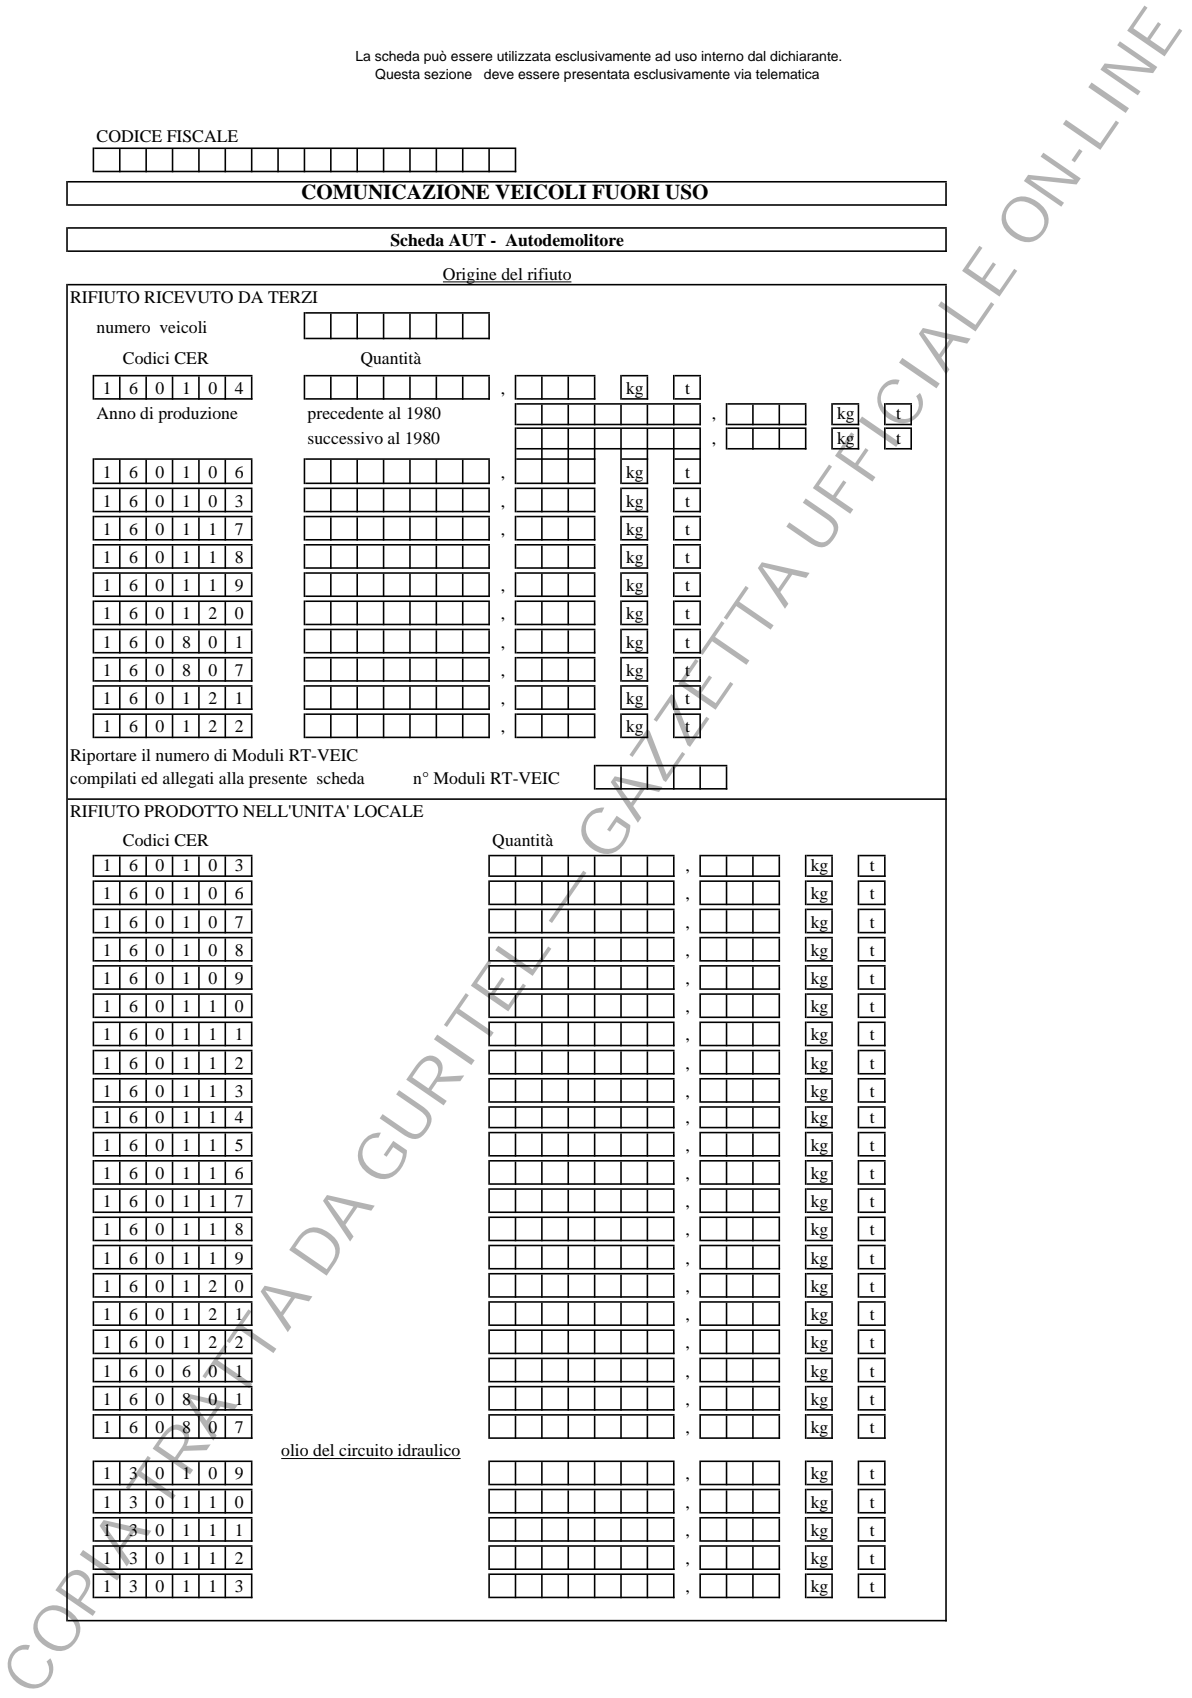 La scheda può essere utilizzata esclusivamente ad uso interno dal dichiarante.
Questa sezione deve essere presentata esclusivamente via telematica
CODICE FISCALE
COMUNICAZIONE VEICOLI FUORI USO
Scheda AUT - Autodemolitore
Origine del rifiuto
RIFIUTO RICEVUTO DA TERZI
numero veicoli
Codici CER Quantità
1 6 0 1 0 4 , kg t
Anno di produzione precedente al 1980 , kg t
successivo al 1980 , kg t
1 6 0 1 0 6 , kg t
1 6 0 1 0 3 , kg t
1 6 0 1 1 7 , kg t
1 6 0 1 1 8 , kg t
1 6 0 1 1 9 , kg t
1 6 0 1 2 0 , kg t
1 6 0 8 0 1 , kg t
1 6 0 8 0 7 , kg t
1 6 0 1 2 1 , kg t
1 6 0 1 2 2 , kg t
Riportare il numero di Moduli RT-VEIC
compilati ed allegati alla presente scheda n° Moduli RT-VEIC
RIFIUTO PRODOTTO NELL'UNITA' LOCALE
Codici CER Quantità
1 6 0 1 0 3 , kg t
1 6 0 1 0 6 , kg t
1 6 0 1 0 7 , kg t
1 6 0 1 0 8 , kg t
1 6 0 1 0 9 , kg t
1 6 0 1 1 0 , kg t
1 6 0 1 1 1 , kg t
1 6 0 1 1 2 , kg t
1 6 0 1 1 3 , kg t
1 6 0 1 1 4 , kg t
1 6 0 1 1 5 , kg t
1 6 0 1 1 6 , kg t
1 6 0 1 1 7 , kg t
1 6 0 1 1 8 , kg t
1 6 0 1 1 9 , kg t
1 6 0 1 2 0 , kg t
1 6 0 1 2 1 , kg t
1 6 0 1 2 2 , kg t
1 6 0 6 0 1 , kg t
1 6 0 8 0 1 , kg t
1 6 0 8 0 7 , kg t
olio del circuito idraulico
1 3 0 1 0 9 , kg t
1 3 0 1 1 0 , kg t
1 3 0 1 1 1 , kg t
1 3 0 1 1 2 , kg t
1 3 0 1 1 3 , kg t
COPIA TRATTA DA GURITEL — GAZZETTA UFFICIALE ON-LINE